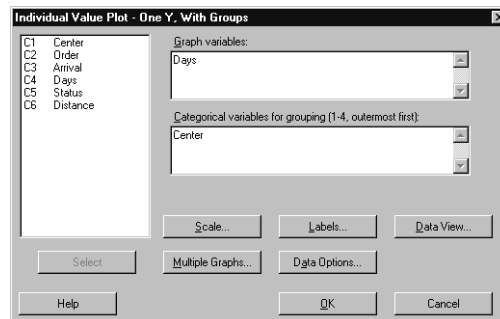 Individual Value Plot - One Y, With Groups
C1 Center
C2 Order
C3 Arrival
C4 Days
C5 Status
C6 Distance
Graph variables:
Days
Categorical variables for grouping (1-4, outermost first):
Center
Scale...
Labels...
Data View...
Select
Multiple Graphs...
Data Options...
Help
OK
Cancel